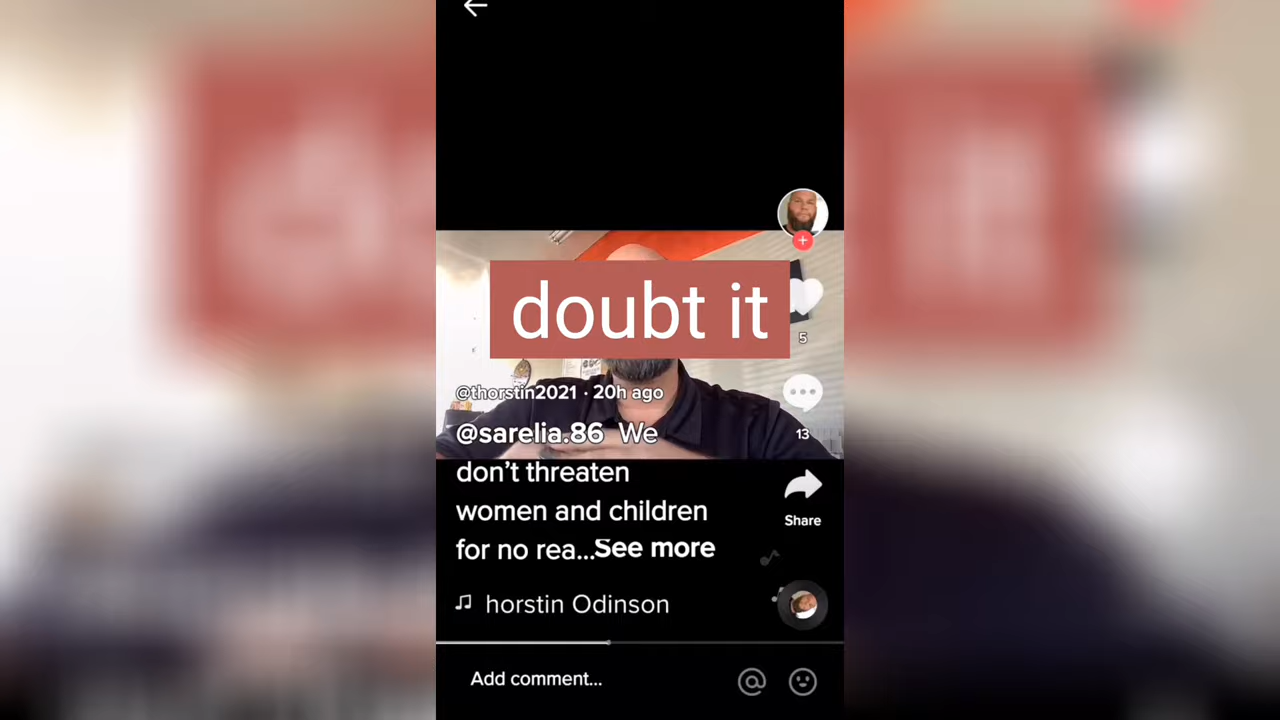 doubt it
5
@thorstin2021 · 20h ago
@sarelia.86 We
13
don't threaten
women and children
for no rea...See more
Share
horstin Odinson
Add comment...